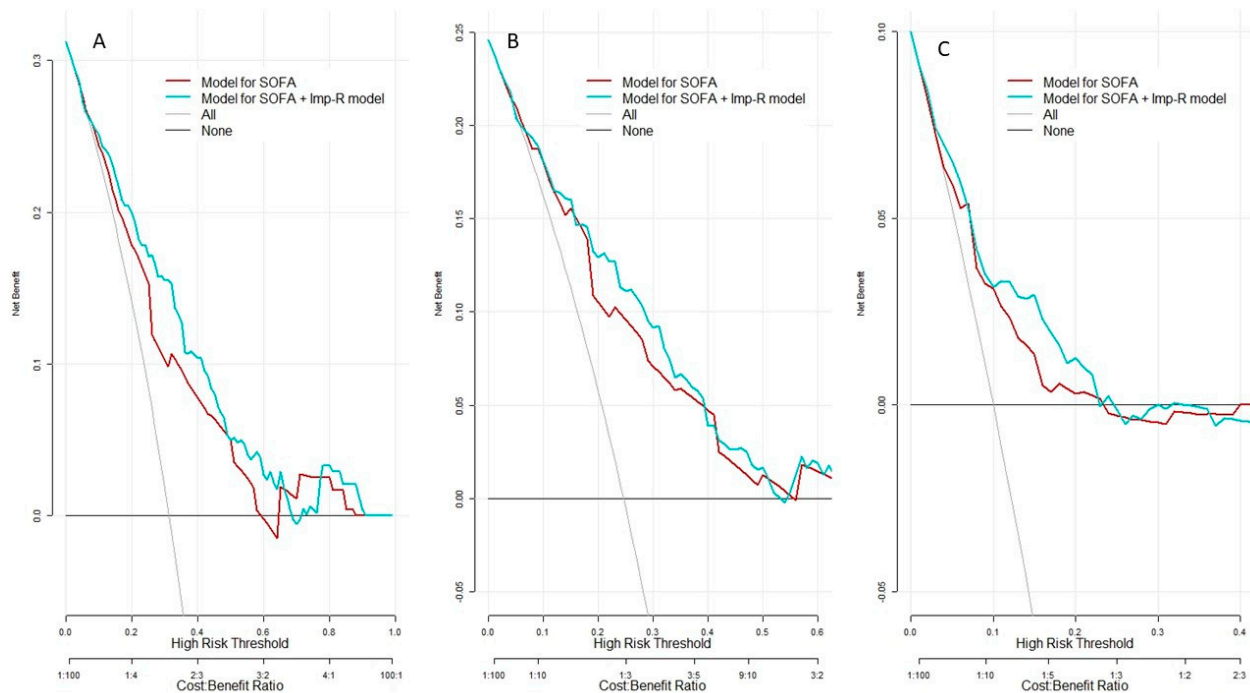 A
Model for SOFA
Model for SOFA + Imp-R model
All
None
Net Benefit
0.3
0.2
0.1
0.0
0.0
0.2
0.4
0.6
0.8
1.0
High Risk Threshold
1:100
1:4
2:3
3:2
4:1
100:1
Cost:Benefit Ratio
B
Model for SOFA
Model for SOFA + Imp-R model
All
None
Net Benefit
0.25
0.20
0.15
0.10
0.05
0.00
-0.05
0.0
0.1
0.2
0.3
0.4
0.5
0.6
High Risk Threshold
1:100
1:10
1:3
3:5
9:10
3:2
Cost:Benefit Ratio
C
Model for SOFA
Model for SOFA + Imp-R model
All
None
Net Benefit
0.10
0.05
0.00
-0.05
0.0
0.1
0.2
0.3
0.4
High Risk Threshold
1:100
1:10
1:5
1:3
1:2
2:3
Cost:Benefit Ratio